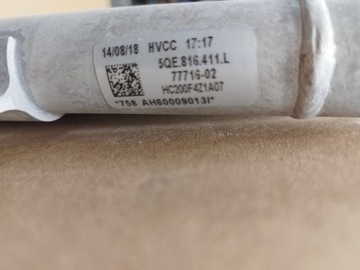 14/08/18 HVCC 17:17
5QE.816.411.L
77716-02
HC200F4Z1A07
*758 AH60009013I*